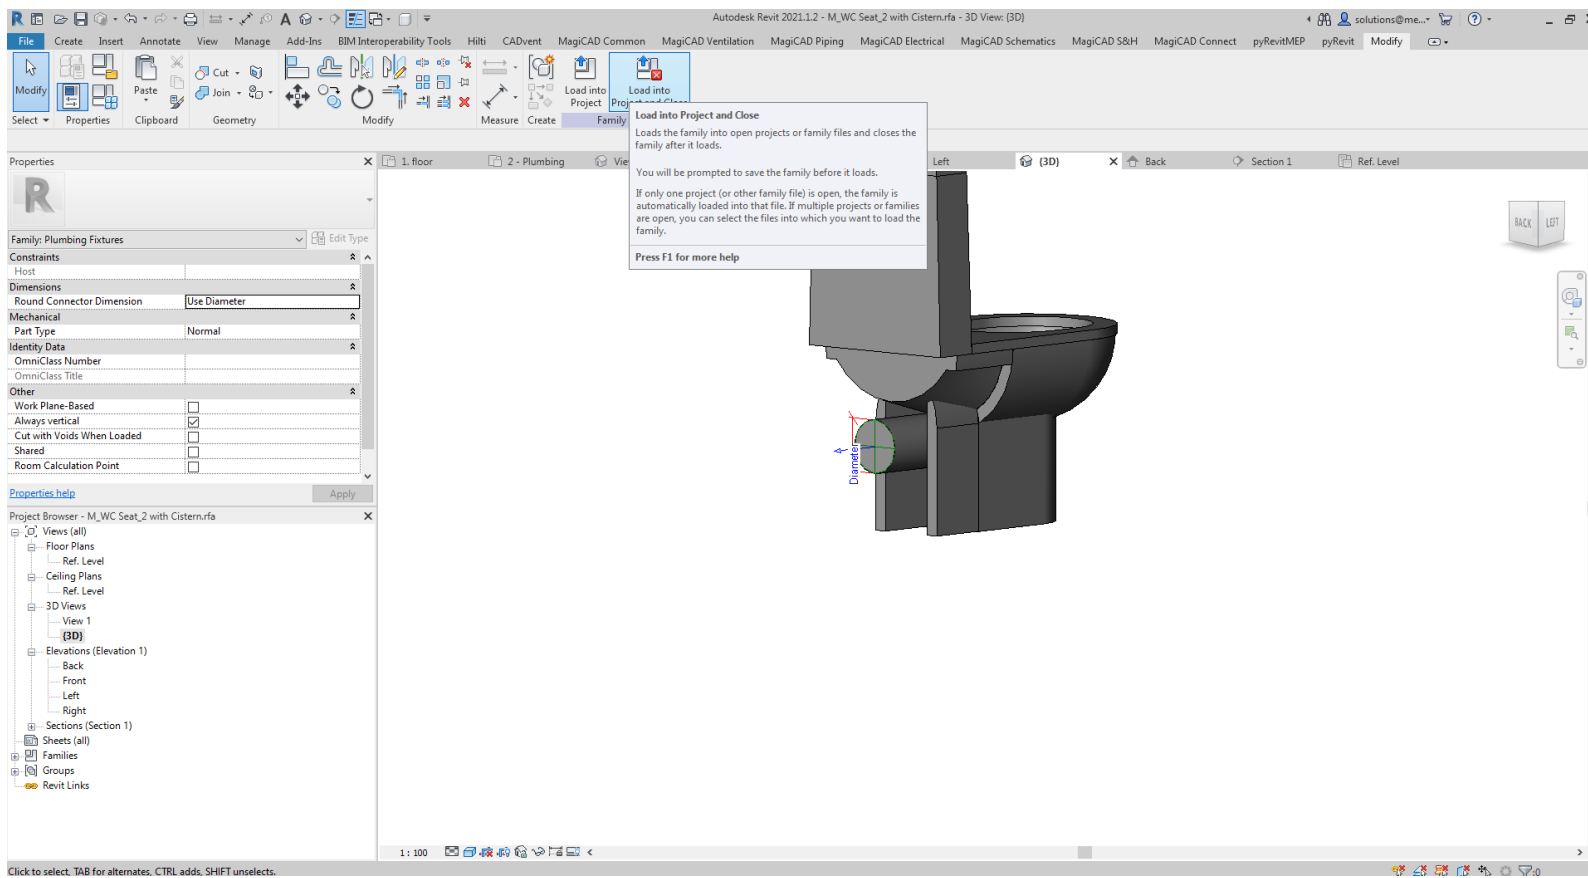 Autodesk Revit 2021.1.2 - M_WC Seat_2 with Cistern.rfa - 3D View: {3D}
solutions@me...
File Create Insert Annotate View Manage Add-Ins BIM Interoperability Tools Hilti CADvent MagiCAD Common MagiCAD Ventilation MagiCAD Piping MagiCAD Electrical MagiCAD Schematics MagiCAD S&H MagiCAD Connect pyRevitMEP pyRevit Modify
Modify
Paste
Cut
Join
Load into
Project
Load into
Project and Close
Select Properties Clipboard Geometry Modify Measure Create Family
Load into Project and Close
Loads the family into open projects or family files and closes the
family after it loads.
You will be prompted to save the family before it loads.
If only one project (or other family file) is open, the family is
automatically loaded into that file. If multiple projects or families
are open, you can select the files into which you want to load the
family.
Press F1 for more help
Properties
1. floor
2 - Plumbing
Left
{3D}
Back
Section 1
Ref. Level
R
Family: Plumbing Fixtures
Edit Type
Constraints
Host
Dimensions
Round Connector Dimension Use Diameter
Mechanical
Part Type Normal
Identity Data
OmniClass Number
OmniClass Title
Other
Work Plane-Based
Always vertical
Cut with Voids When Loaded
Shared
Room Calculation Point
Properties help
Apply
Project Browser - M_WC Seat_2 with Cistern.rfa
Views (all)
Floor Plans
Ref. Level
Ceiling Plans
Ref. Level
3D Views
View 1
{3D}
Elevations (Elevation 1)
Back
Front
Left
Right
Sections (Section 1)
Sheets (all)
Families
Groups
Revit Links
BACK
LEFT
Diameter
1 : 100
Click to select, TAB for alternates, CTRL adds, SHIFT unselects.
:0